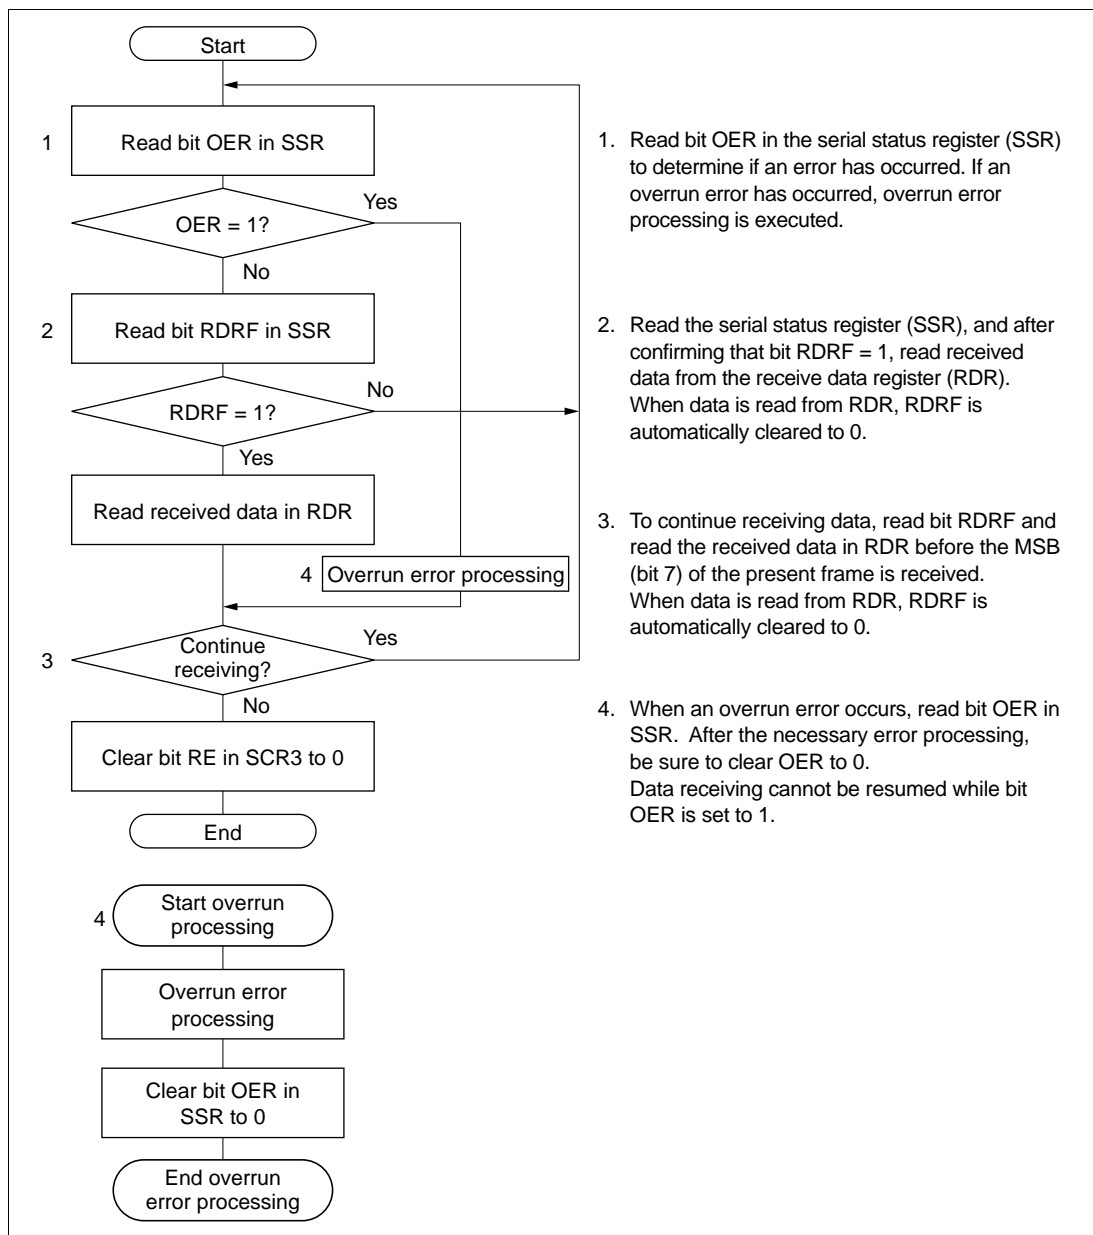 Start
1
Read bit OER in SSR
Yes
OER = 1?
No
2
Read bit RDRF in SSR
No
RDRF = 1?
Yes
Read received data in RDR
4
Overrun error processing
Continue
receiving?
Yes
3
No
Clear bit RE in SCR3 to 0
End
4
Start overrun
processing
Overrun error
processing
Clear bit OER in
SSR to 0
End overrun
error processing
1. Read bit OER in the serial status register (SSR)
to determine if an error has occurred. If an
overrun error has occurred, overrun error
processing is executed.
2. Read the serial status register (SSR), and after
confirming that bit RDRF = 1, read received
data from the receive data register (RDR).
When data is read from RDR, RDRF is
automatically cleared to 0.
3. To continue receiving data, read bit RDRF and
read the received data in RDR before the MSB
(bit 7) of the present frame is received.
When data is read from RDR, RDRF is
automatically cleared to 0.
4. When an overrun error occurs, read bit OER in
SSR. After the necessary error processing,
be sure to clear OER to 0.
Data receiving cannot be resumed while bit
OER is set to 1.